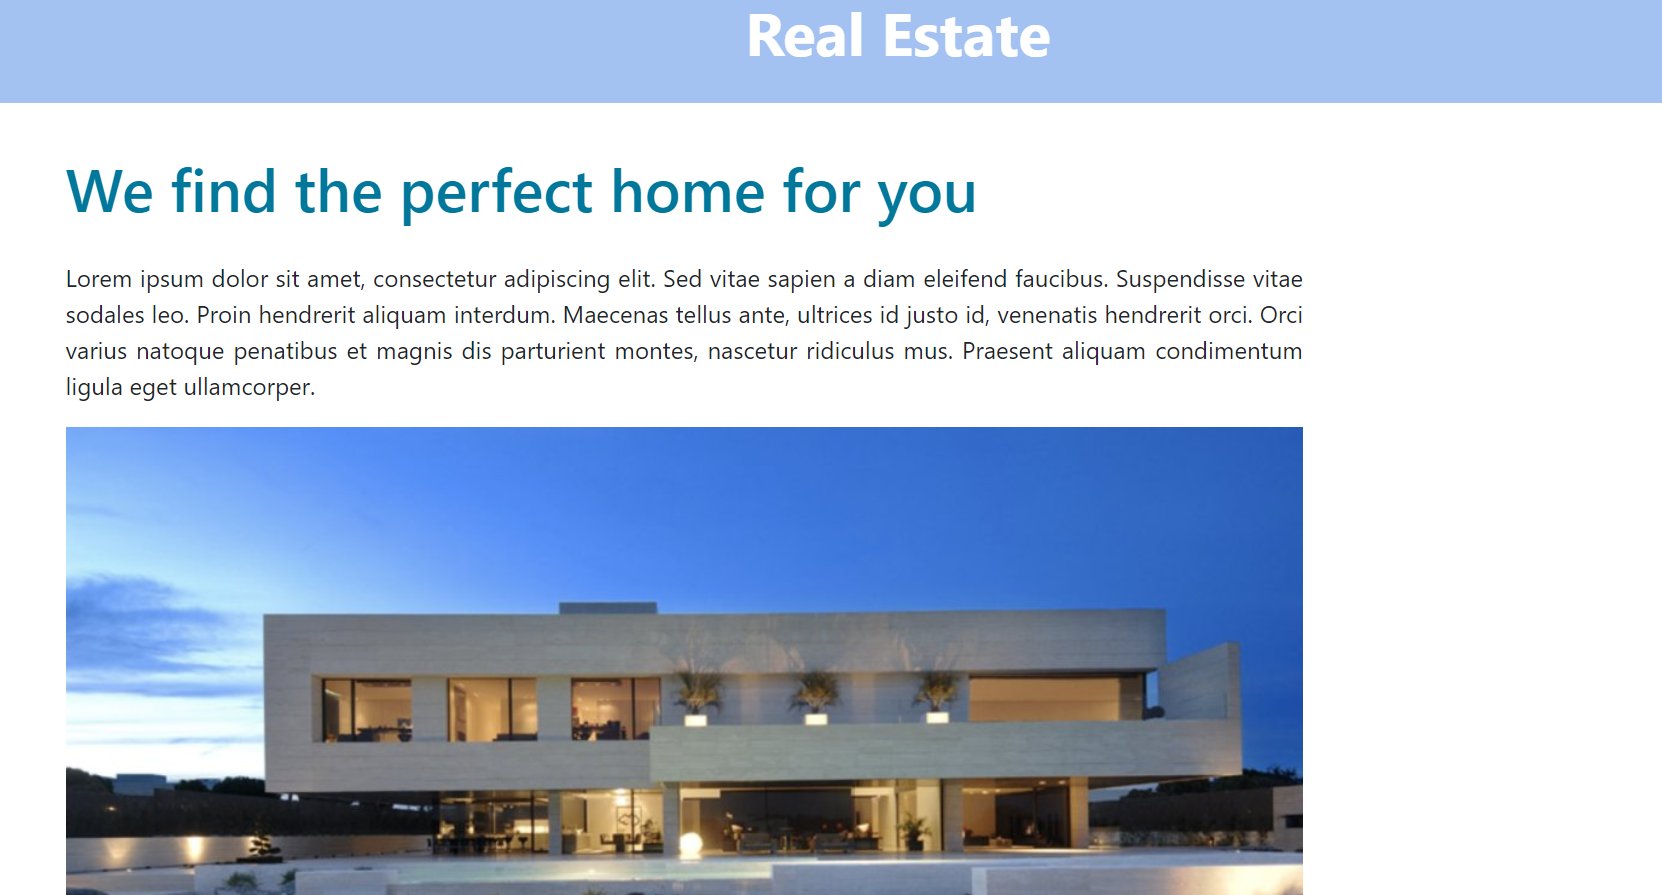 Real Estate
We find the perfect home for you
Lorem ipsum dolor sit amet, consectetur adipiscing elit. Sed vitae sapien a diam eleifend faucibus. Suspendisse vitae
sodales leo. Proin hendrerit aliquam interdum. Maecenas tellus ante, ultrices id justo id, venenatis hendrerit orci. Orci
varius natoque penatibus et magnis dis parturient montes, nascetur ridiculus mus. Praesent aliquam condimentum
ligula eget ullamcorper.